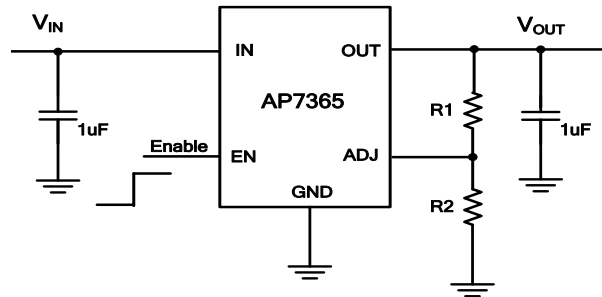 VIN
VOUT
IN
OUT
AP7365
R1
1uF
1uF
Enable
EN
ADJ
GND
R2